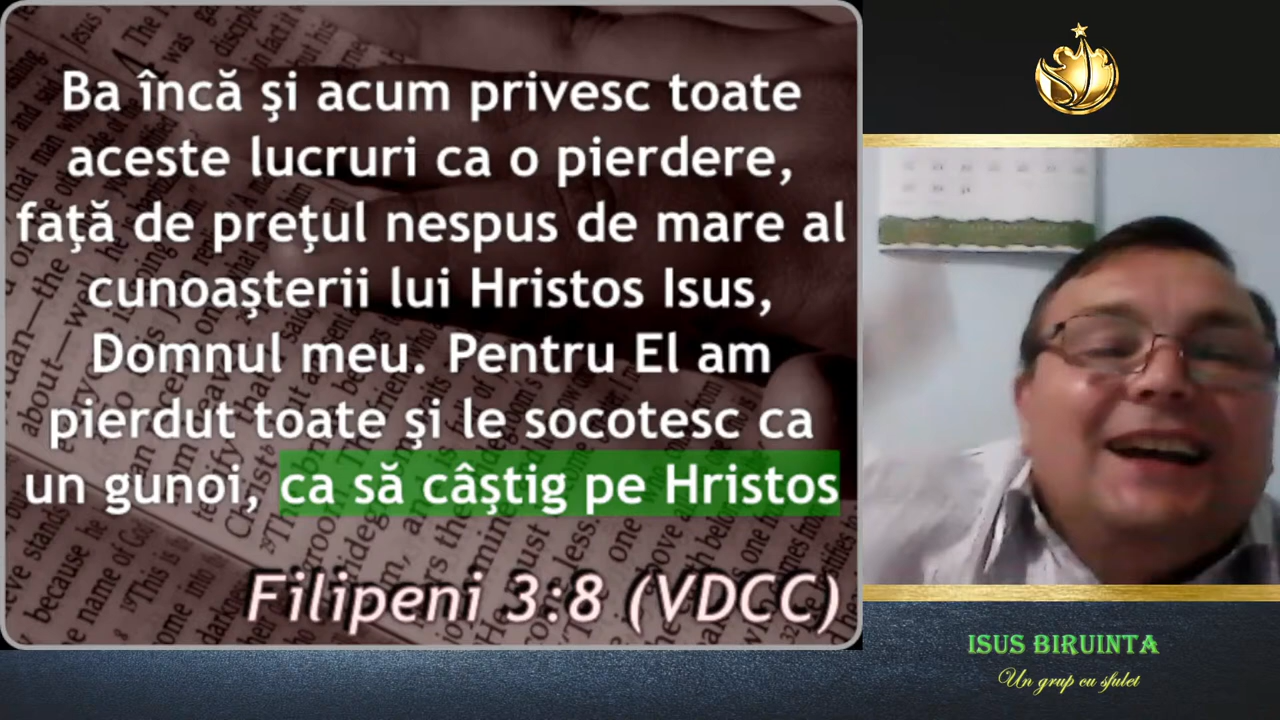 Ba încă şi acum privesc toate
aceste lucruri ca o pierdere,
faţă de preţul nespus de mare al
cunoaşterii lui Hristos Isus,
Domnul meu. Pentru El am
pierdut toate şi le socotesc ca
un gunoi, ca să câştig pe Hristos
Filipeni 3:8 (VDCC)
ISUS BIRUINTA
Un grup cu sfulet